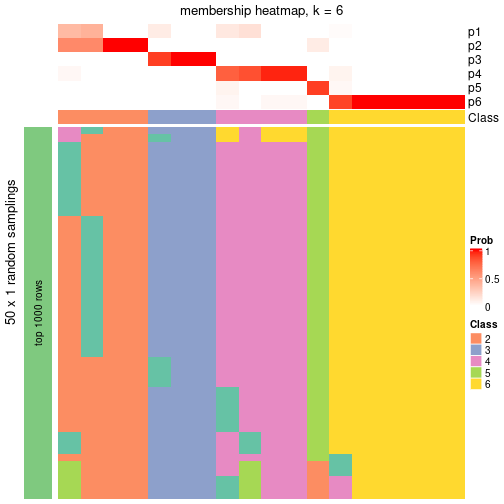 membership heatmap, k = 6
p1
p2
p3
p4
p5
p6
Class
50 x 1 random samplings
top 1000 rows
Prob
1
0.5
0
Class
2
3
4
5
6